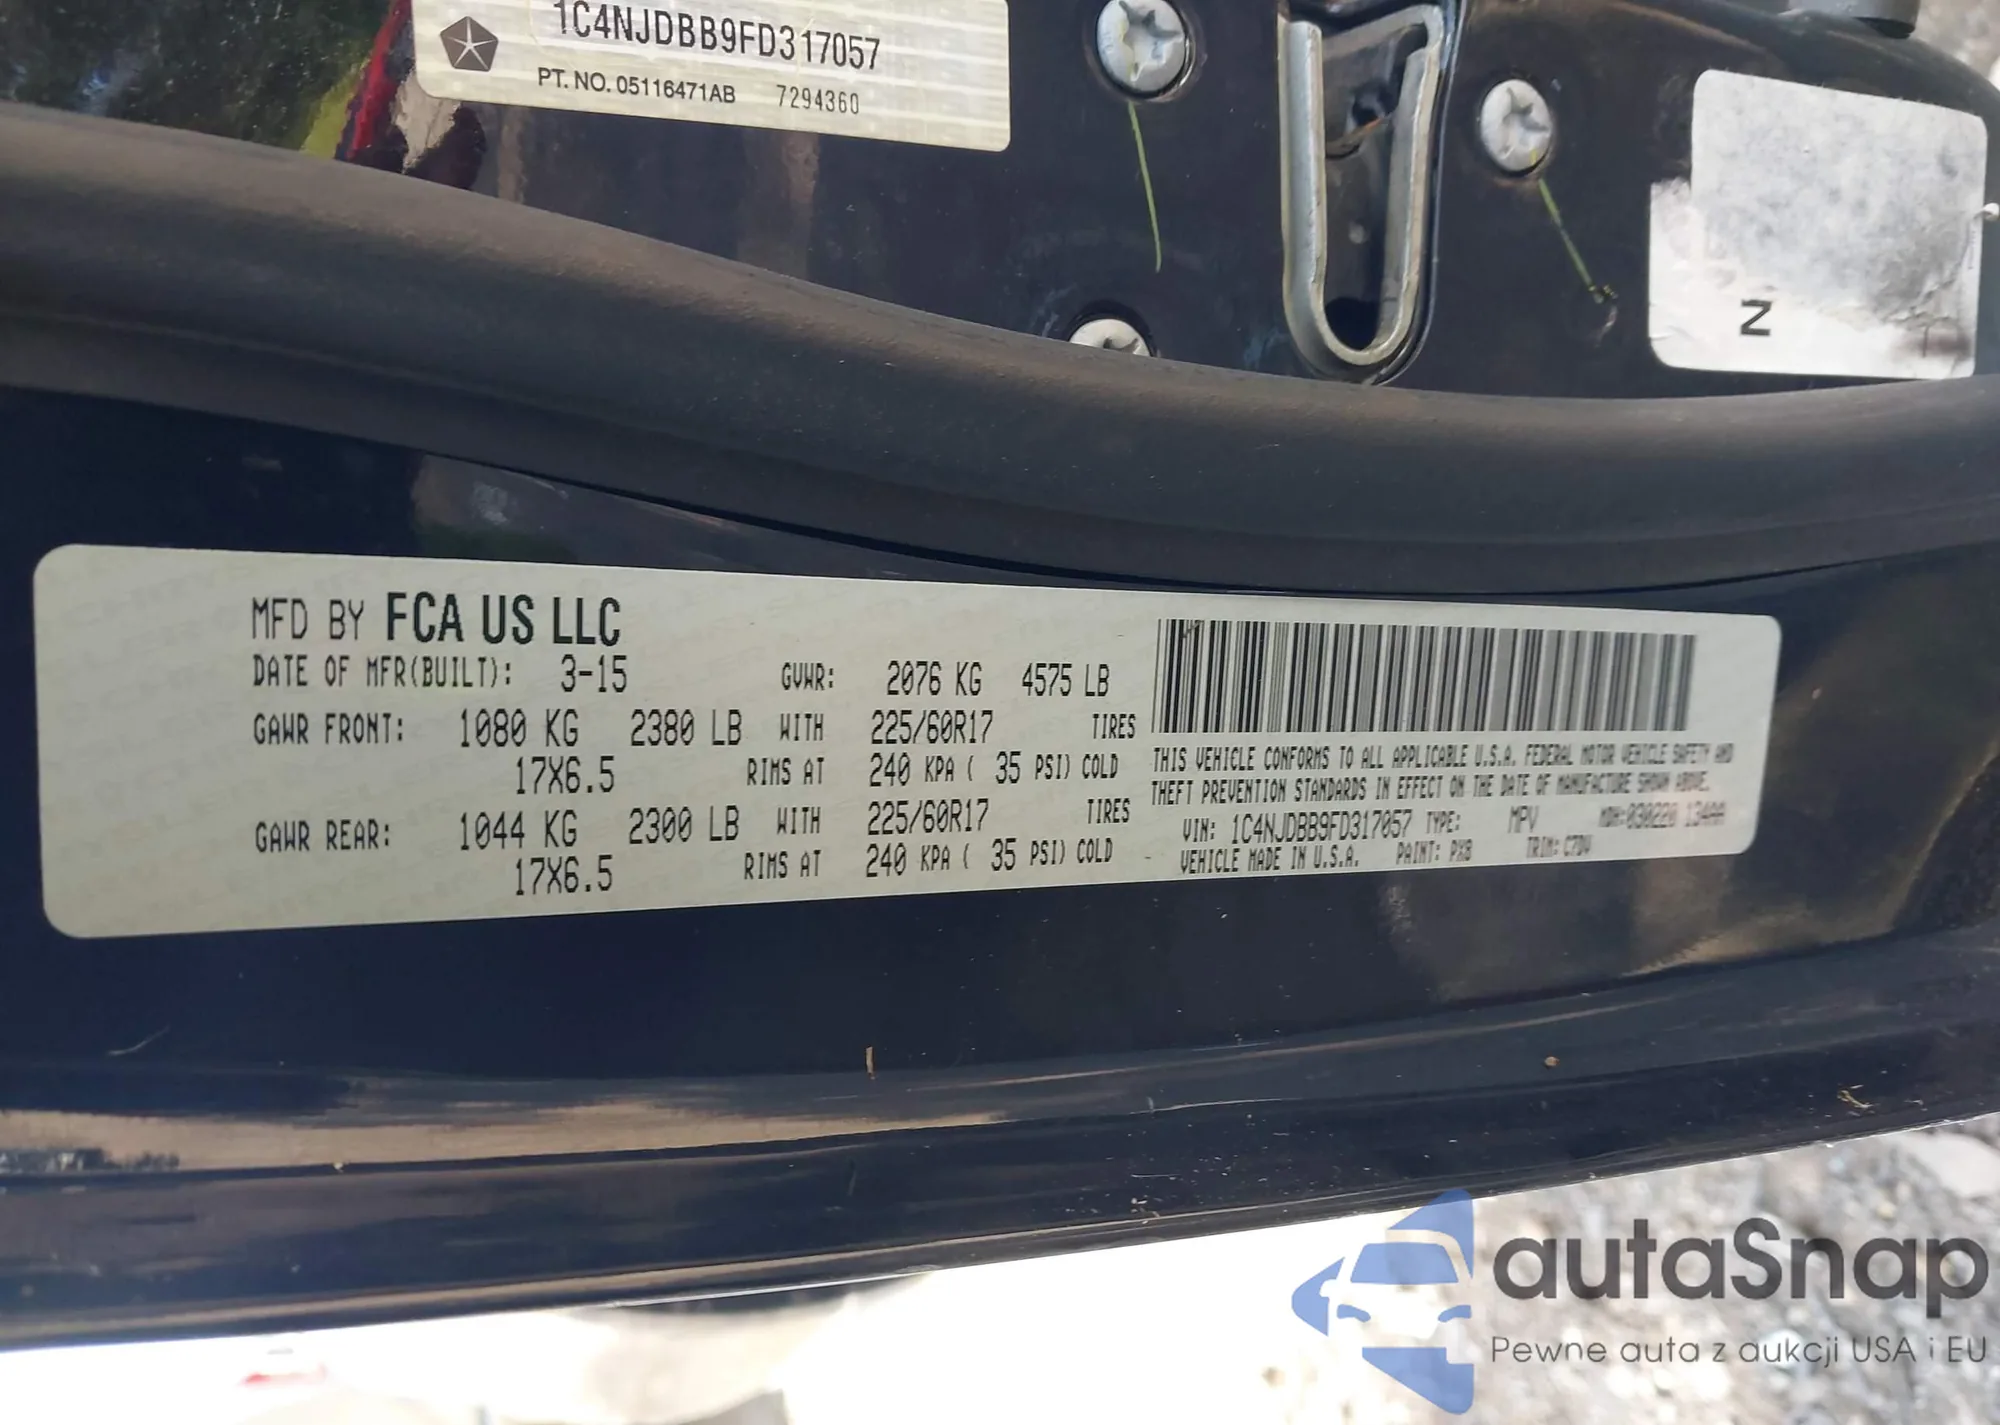 1C4NJDBB9FD317057
PT. NO. 05116471AB 7294360
N
MFD BY FCA US LLC
DATE OF MFR(BUILT): 3-15 GVWR: 2076 KG 4575 LB
GAWR FRONT: 1080 KG 2380 LB WITH 225/60R17 TIRES
17X6.5 RIMS AT 240 KPA ( 35 PSI) COLD
GAWR REAR: 1044 KG 2300 LB WITH 225/60R17 TIRES
17X6.5 RIMS AT 240 KPA ( 35 PSI) COLD
THIS VEHICLE CONFORMS TO ALL APPLICABLE U.S.A. FEDERAL MOTOR VEHICLE SAFETY AND
THEFT PREVENTION STANDARDS IN EFFECT ON THE DATE OF MANUFACTURE SHOWN ABOVE.
VIN: 1C4NJDBB9FD317057 TYPE: MPV MDH:030220 13AAA
VEHICLE MADE IN U.S.A. PAINT: PX8 TRIM: C7DV
autaSnap
Pewne auta z aukcji USA i EU